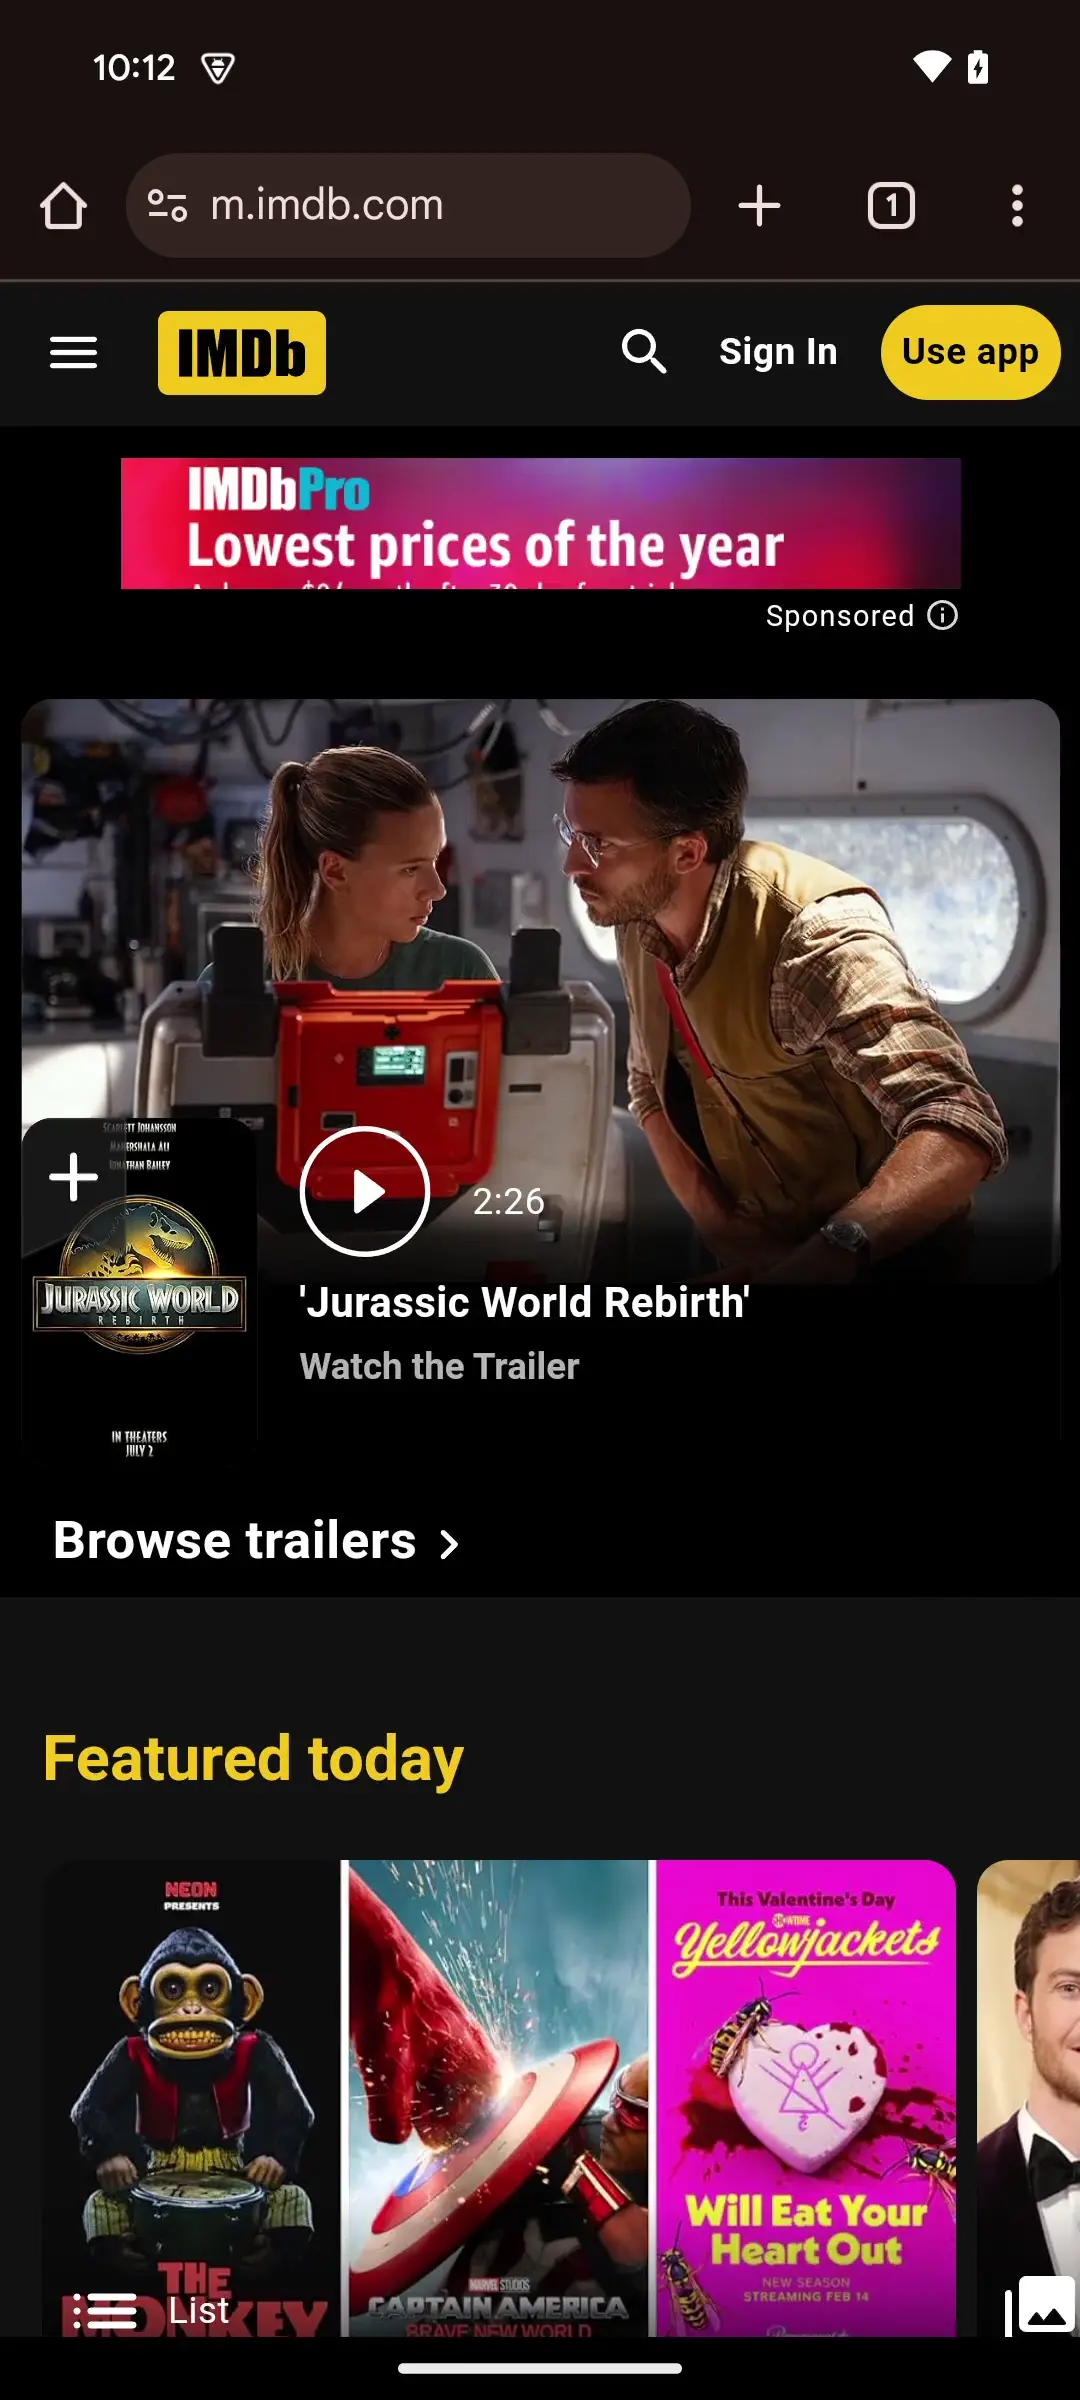 10:12
m.imdb.com
1
IMDb
Sign In
Use app
IMDbPro
Lowest prices of the year
Sponsored
SCARLETT JOHANSSON
MAHERSHALA ALI
JONATHAN BAILEY
JURASSIC WORLD
REBIRTH
IN THEATERS
JULY 2
2:26
'Jurassic World Rebirth'
Watch the Trailer
Browse trailers
Featured today
NEON
PRESENTS
THE
MONKEY
List
MARVEL STUDIOS
CAPTAIN AMERICA
BRAVE NEW WORLD
This Valentine's Day
SHOWTIME
Yellowjackets
Will Eat Your
Heart Out
NEW SEASON
STREAMING FEB 14